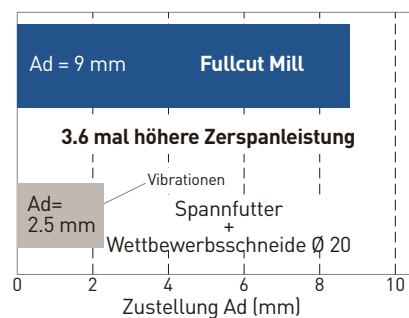 Ad = 9 mm Fullcut Mill
3.6 mal höhere Zerspanleistung
Vibrationen
Ad=
2.5 mm
Spannfutter
+
Wettbewerbsschneide Ø 20
0 2 4 6 8 10
Zustellung Ad (mm)